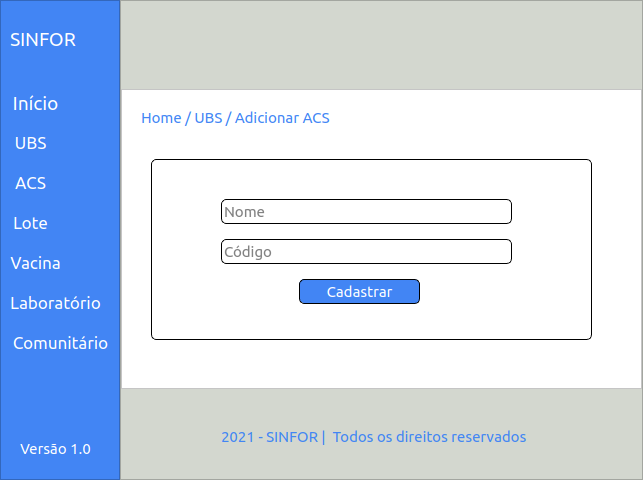 SINFOR
Início
UBS
ACS
Lote
Vacina
Laboratório
Comunitário
Versão 1.0
Home / UBS / Adicionar ACS
Nome
Código
Cadastrar
2021 - SINFOR | Todos os direitos reservados